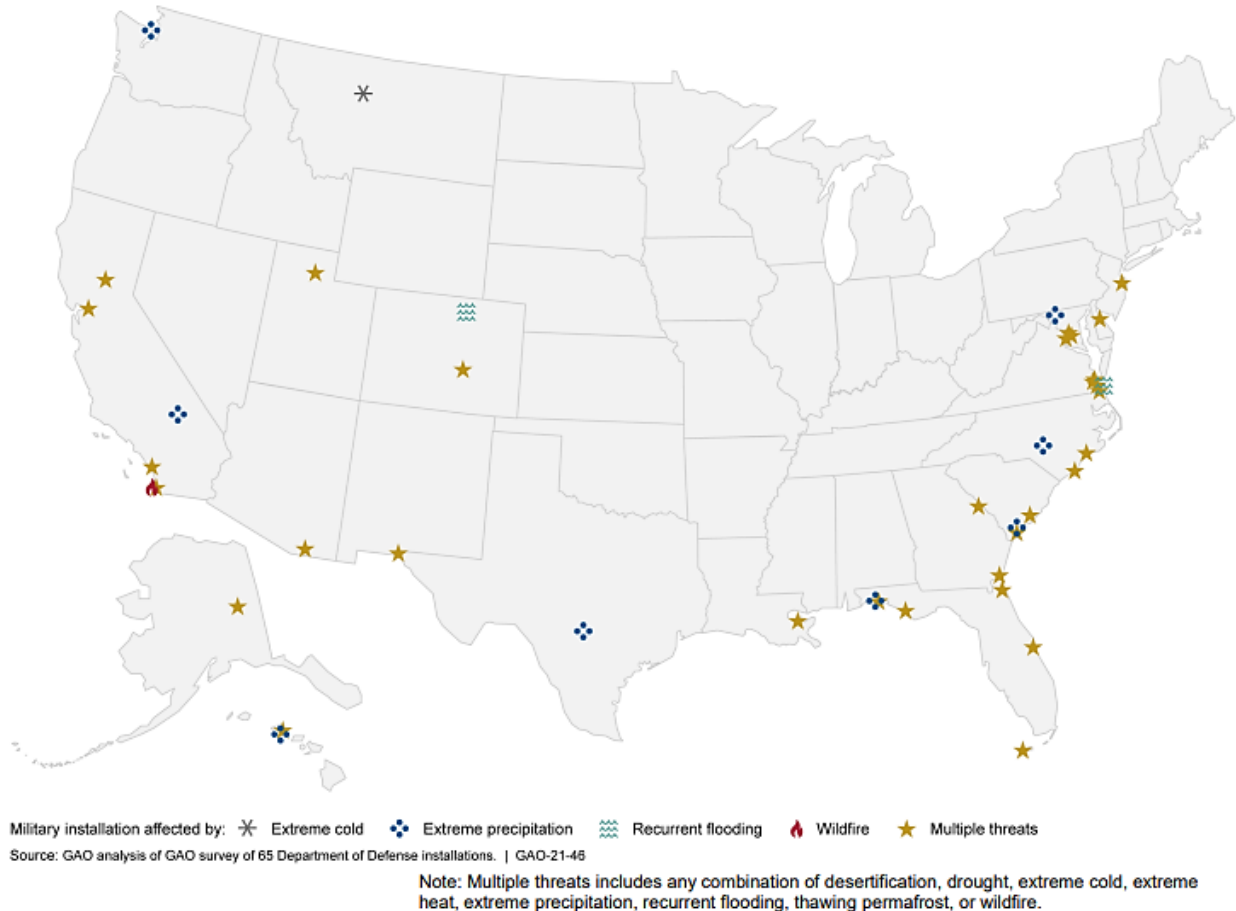 Military installation affected by: Extreme cold Extreme precipitation Recurrent flooding Wildfire Multiple threats
Source: GAO analysis of GAO survey of 65 Department of Defense installations. | GAO-21-46
Note: Multiple threats includes any combination of desertification, drought, extreme cold, extreme
heat, extreme precipitation, recurrent flooding, thawing permafrost, or wildfire.